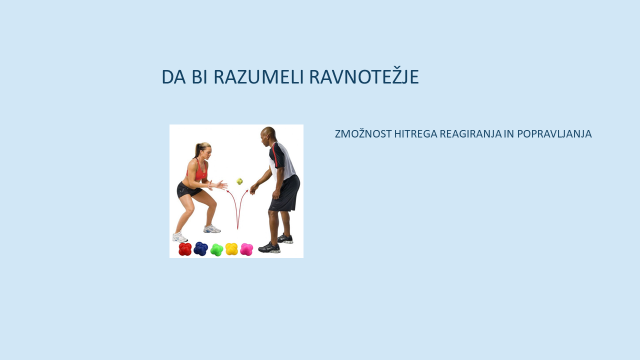 DA BI RAZUMELI RAVNOTEŽJE
ZMOŽNOST HITREGA REAGIRANJA IN POPRAVLJANJA